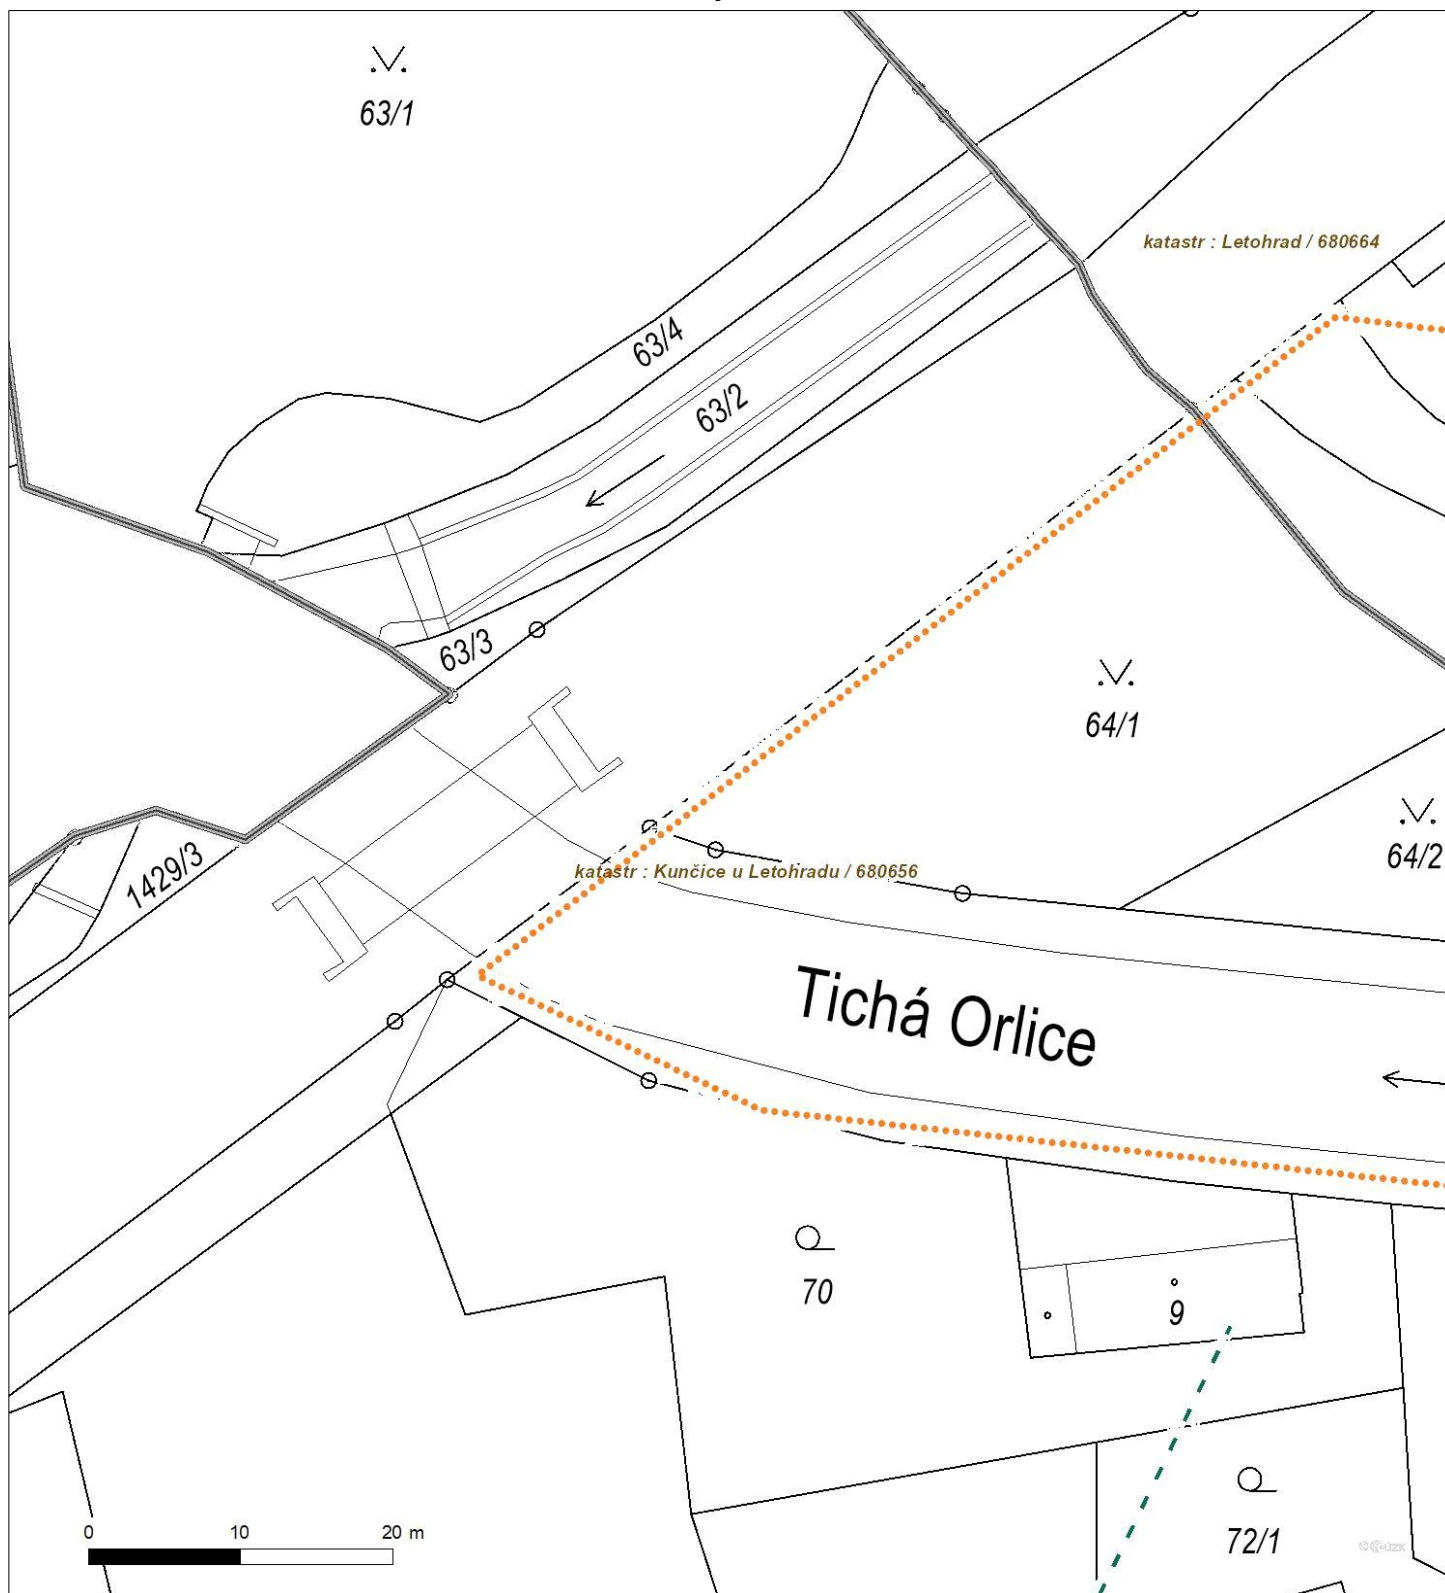 63/1
katastr : Letohrad / 680664
63/4
63/2
63/3
64/1
64/2
1429/3
katastr : Kunčice u Letohradu / 680656
Tichá Orlice
70
9
72/1
0 10 20 m
© ČÚZK